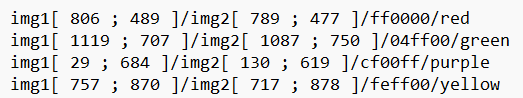 img1[ 806 ; 489 ]/img2[ 789 ; 477 ]/ff0000/red
img1[ 1119 ; 707 ]/img2[ 1087 ; 750 ]/04ff00/green
img1[ 29 ; 684 ]/img2[ 130 ; 619 ]/cf00ff/purple
img1[ 757 ; 870 ]/img2[ 717 ; 878 ]/feff00/yellow